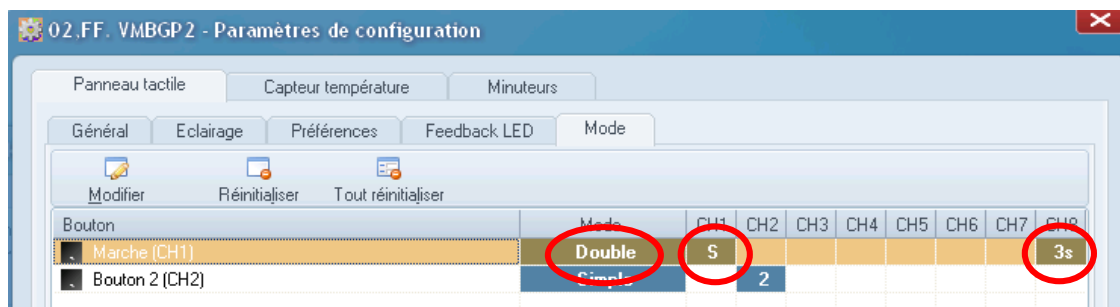 02,FF. VMBGP2 - Paramètres de configuration
Panneau tactile Capteur température Minuteurs
Général Eclairage Préférences Feedback LED Mode
Modifier Réinitialiser Tout réinitialiser
Bouton Mode CH1 CH2 CH3 CH4 CH5 CH6 CH7 CH8
Marche (CH1) Double S 3s
Bouton 2 (CH2) Simple 2